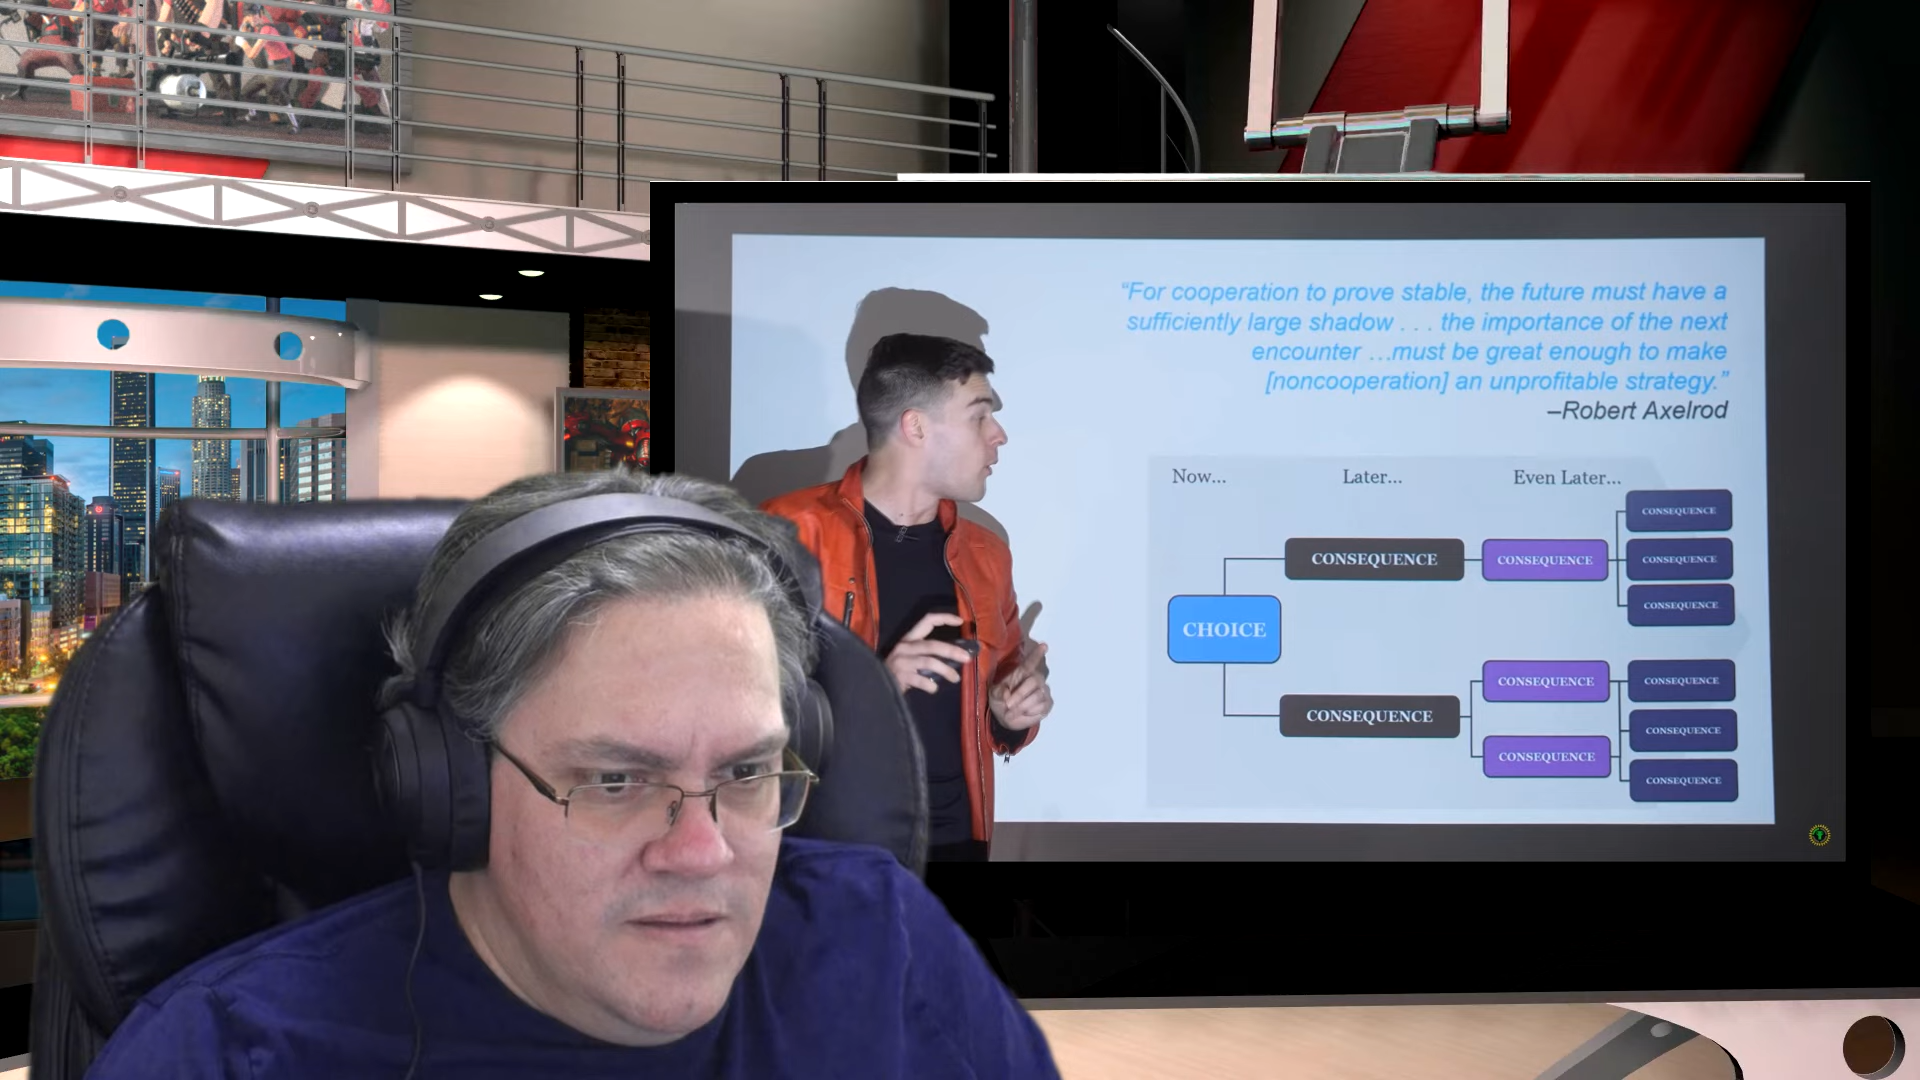 “For cooperation to prove stable, the future must have a
sufficiently large shadow . . . the importance of the next
encounter …must be great enough to make
[noncooperation] an unprofitable strategy.”
–Robert Axelrod
Now...
Later...
Even Later...
CONSEQUENCE
CONSEQUENCE
CONSEQUENCE
CONSEQUENCE
CONSEQUENCE
CHOICE
CONSEQUENCE
CONSEQUENCE
CONSEQUENCE
CONSEQUENCE
CONSEQUENCE
CONSEQUENCE